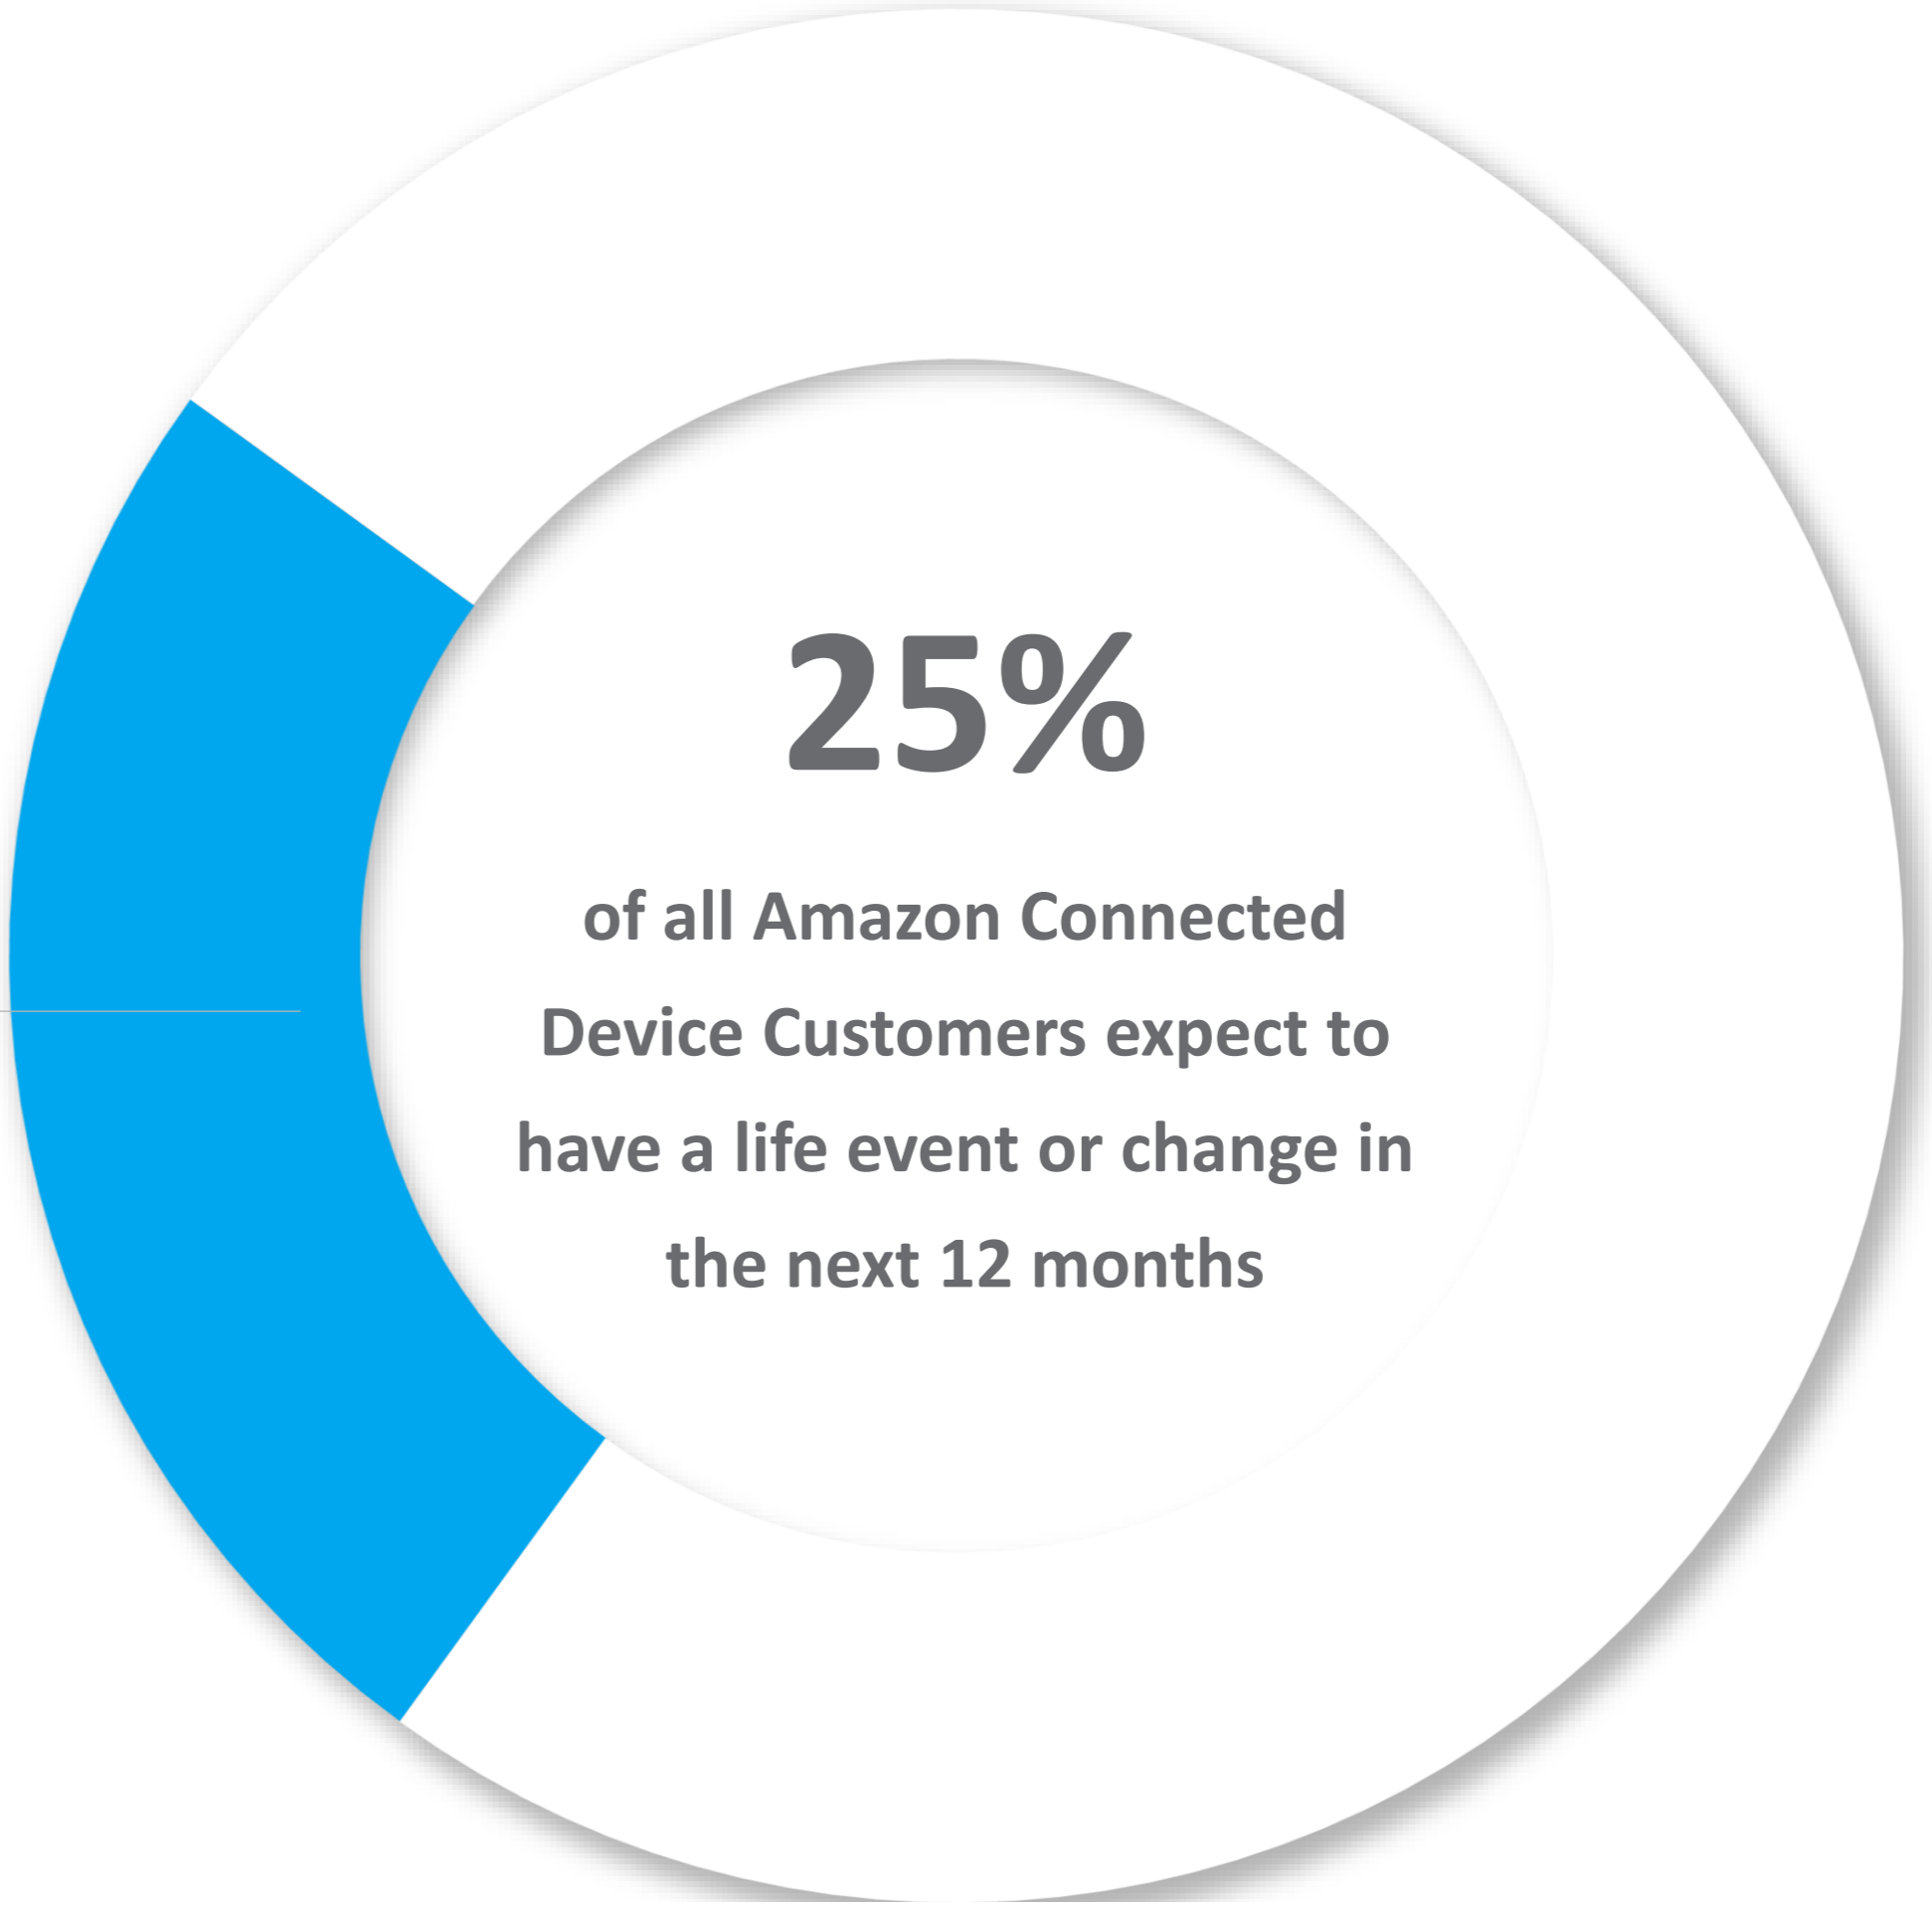 25%
of all Amazon Connected
Device Customers expect to
have a life event or change in
the next 12 months